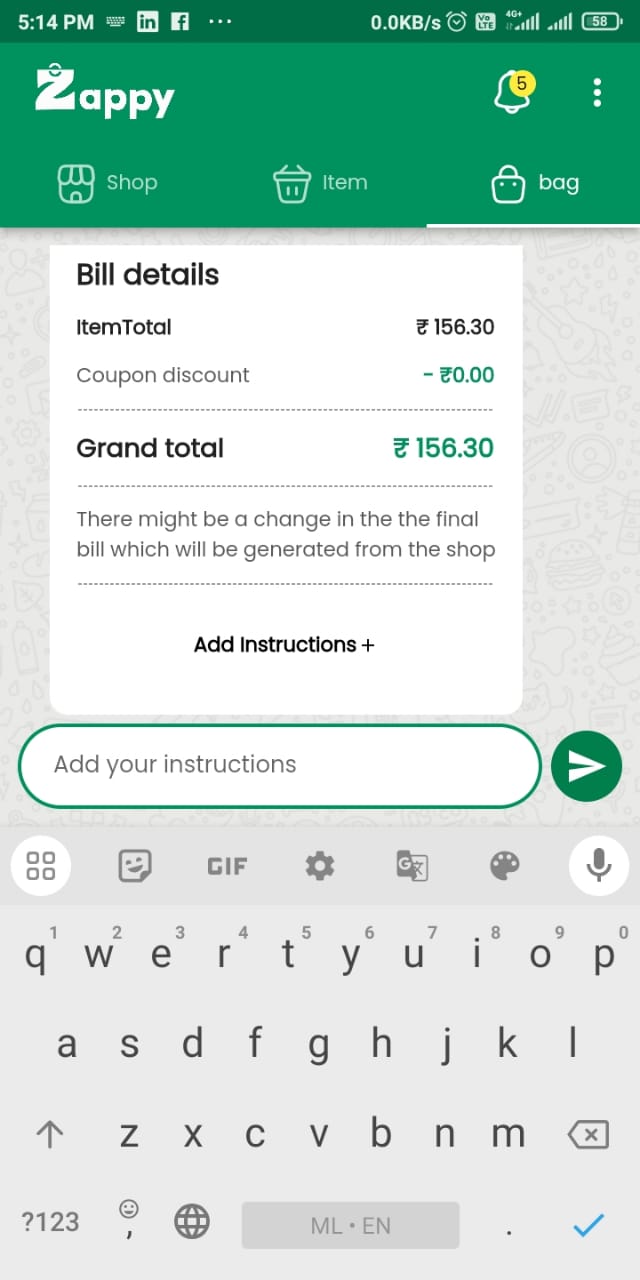 5:14 PM in f ... 0.0KB/s Vo LTE 4G+ 58
Zappy 5
Shop Item bag
Bill details
ItemTotal ₹ 156.30
Coupon discount - ₹0.00
Grand total ₹ 156.30
There might be a change in the the final
bill which will be generated from the shop
Add Instructions +
Add your instructions
GIF G
1 2 3 4 5 6 7 8 9 0
q w e r t y u i o p
a s d f g h j k l
z x c v b n m
?123 , ML • EN .